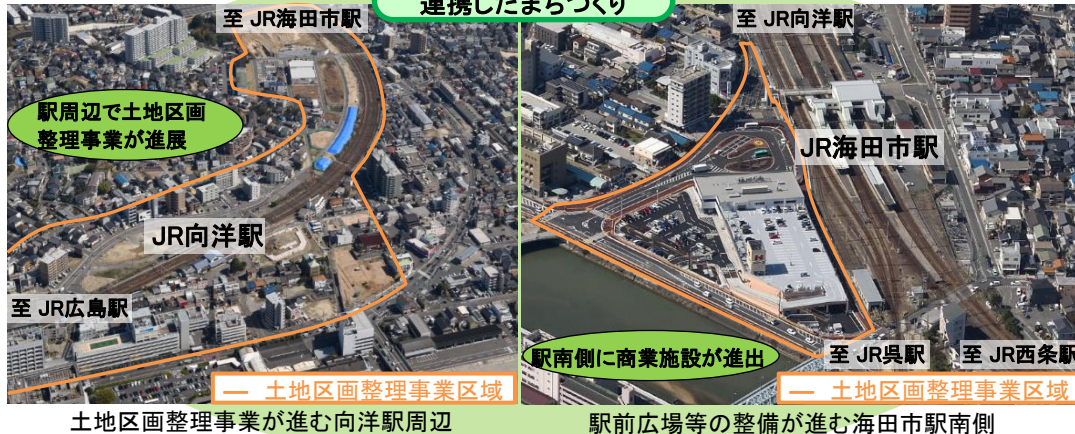 連携したまちづくり
至 JR海田市駅
駅周辺で土地区画
整理事業が進展
JR向洋駅
至 JR広島駅
― 土地区画整理事業区域
土地区画整理事業が進む向洋駅周辺
至 JR向洋駅
JR海田市駅
駅南側に商業施設が進出
至 JR呉駅
至 JR西条駅
― 土地区画整理事業区域
駅前広場等の整備が進む海田市駅南側